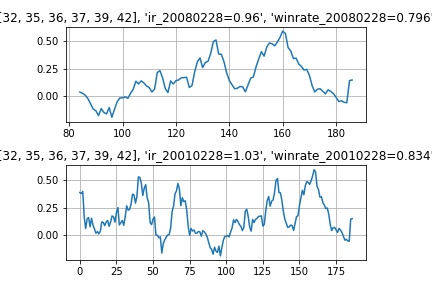 [32, 35, 36, 37, 39, 42], 'ir_20080228=0.96', 'winrate_20080228=0.796'
0.50
0.25
0.00
80 100 120 140 160 180
[32, 35, 36, 37, 39, 42], 'ir_20010228=1.03', 'winrate_20010228=0.834'
0.50
0.25
0.00
0 25 50 75 100 125 150 175